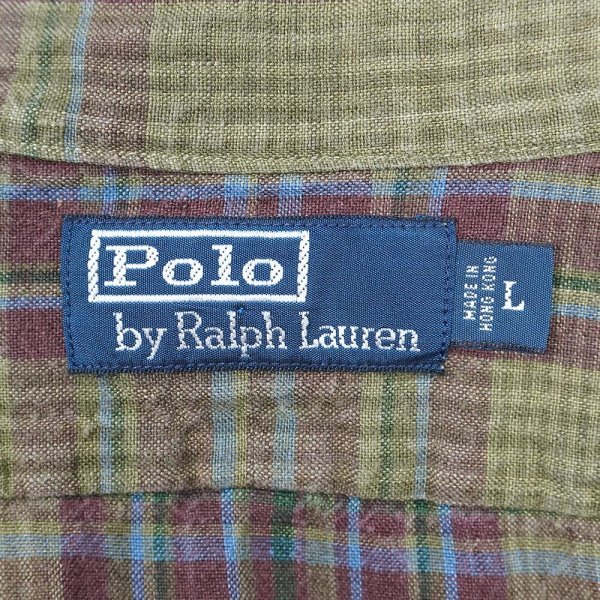 Polo
by Ralph Lauren
MADE IN
HONG KONG
L